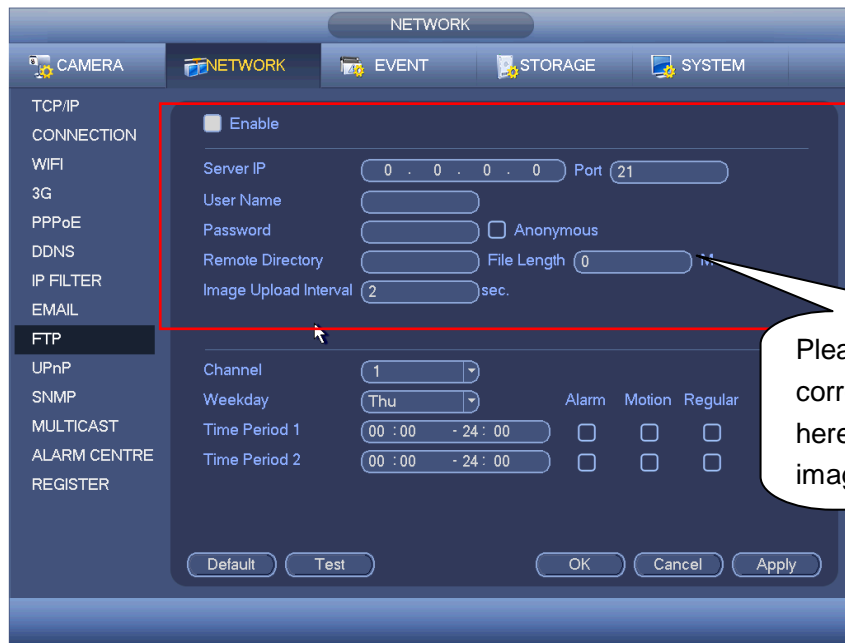 NETWORK
CAMERA NETWORK EVENT STORAGE SYSTEM
TCP/IP
CONNECTION
WIFI
3G
PPPoE
DDNS
IP FILTER
EMAIL
FTP
UPnP
SNMP
MULTICAST
ALARM CENTRE
REGISTER
Enable
Server IP 0 . 0 . 0 . 0 Port 21
User Name
Password Anonymous
Remote Directory File Length 0 M
Image Upload Interval 2 sec.
Channel 1
Weekday Thu Alarm Motion Regular
Time Period 1 00 :00 - 24 : 00
Time Period 2 00 :00 - 24 : 00
Default Test OK Cancel Apply
here